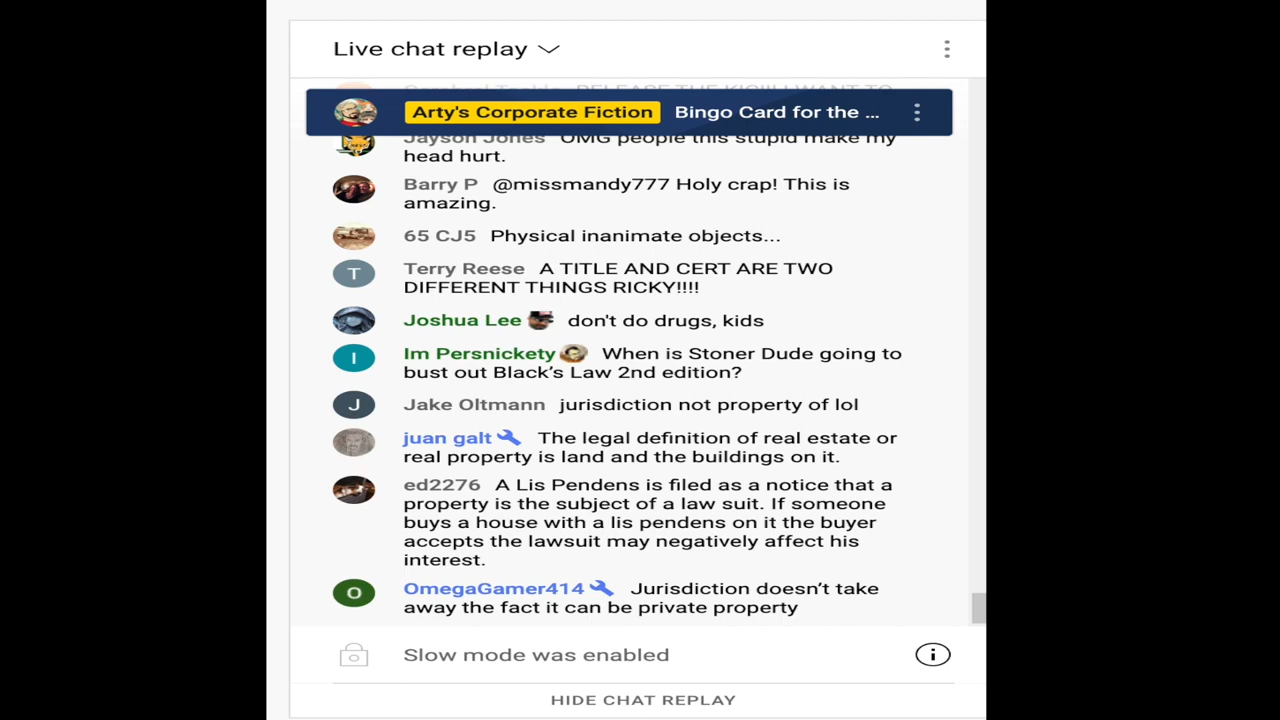 Live chat replay
RELEASE THE KIGII I WANT TO
Arty's Corporate Fiction Bingo Card for the ...
Jayson Jones OMG people this stupid make my
head hurt.
Barry P @missmandy777 Holy crap! This is
amazing.
65 CJ5 Physical inanimate objects...
Terry Reese A TITLE AND CERT ARE TWO
DIFFERENT THINGS RICKY!!!!
Joshua Lee don't do drugs, kids
I Im Persnickety When is Stoner Dude going to
bust out Black’s Law 2nd edition?
J Jake Oltmann jurisdiction not property of lol
juan galt The legal definition of real estate or
real property is land and the buildings on it.
ed2276 A Lis Pendens is filed as a notice that a
property is the subject of a law suit. If someone
buys a house with a lis pendens on it the buyer
accepts the lawsuit may negatively affect his
interest.
O OmegaGamer414 Jurisdiction doesn’t take
away the fact it can be private property
Slow mode was enabled
HIDE CHAT REPLAY